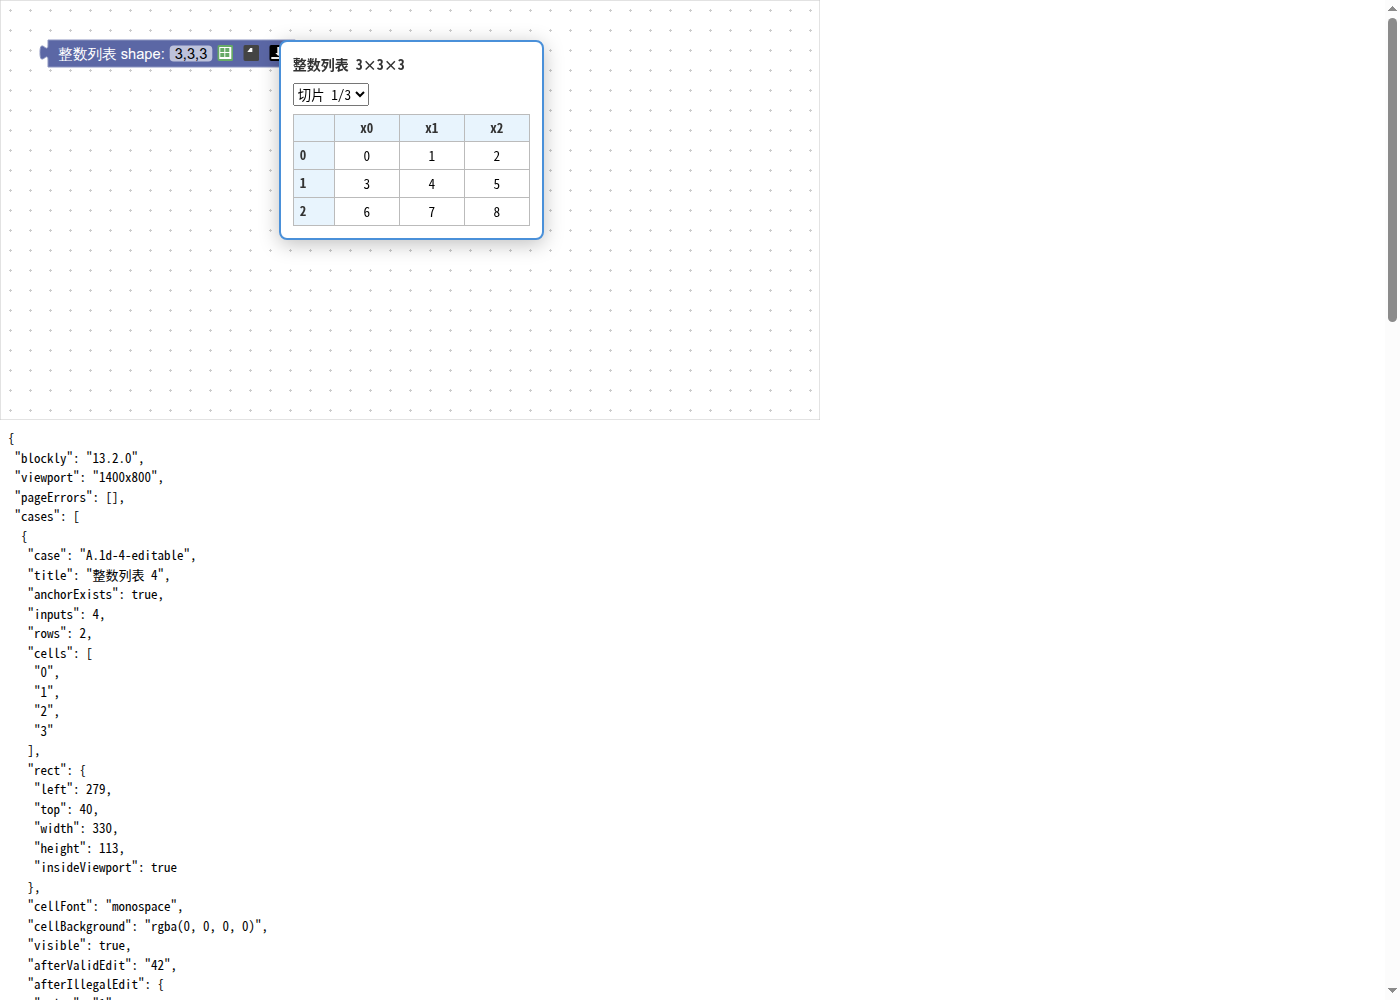 整数列表 shape: 3,3,3
整数列表 3×3×3
切片 1/3
x0 x1 x2
0 0 1 2
1 3 4 5
2 6 7 8
{
"blockly": "13.2.0",
"viewport": "1400x800",
"pageErrors": [],
"cases": [
{
"case": "A.1d-4-editable",
"title": "整数列表 4",
"anchorExists": true,
"inputs": 4,
"rows": 2,
"cells": [
"0",
"1",
"2",
"3"
],
"rect": {
"left": 279,
"top": 40,
"width": 330,
"height": 113,
"insideViewport": true
},
"cellFont": "monospace",
"cellBackground": "rgba(0, 0, 0, 0)",
"visible": true,
"afterValidEdit": "42",
"afterIllegalEdit": {